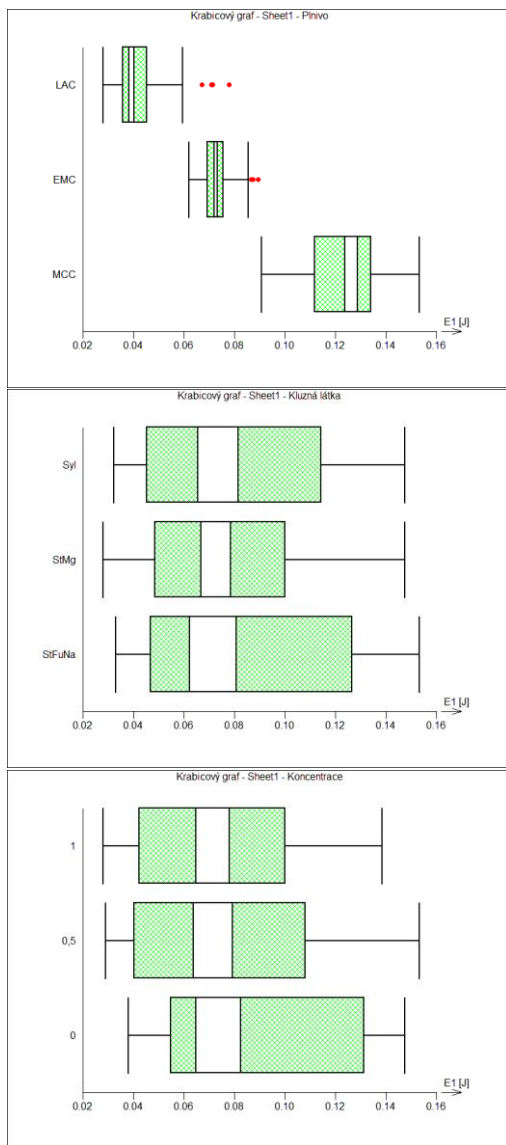 Krabicový graf - Sheet1 - Plnivo
LAC
EMC
MCC
E1 [J]
0.02 0.04 0.06 0.08 0.10 0.12 0.14 0.16
Krabicový graf - Sheet1 - Kluzná látka
Syl
StMg
StFuNa
E1 [J]
0.02 0.04 0.06 0.08 0.10 0.12 0.14 0.16
Krabicový graf - Sheet1 - Koncentrace
1
0,5
0
E1 [J]
0.02 0.04 0.06 0.08 0.10 0.12 0.14 0.16